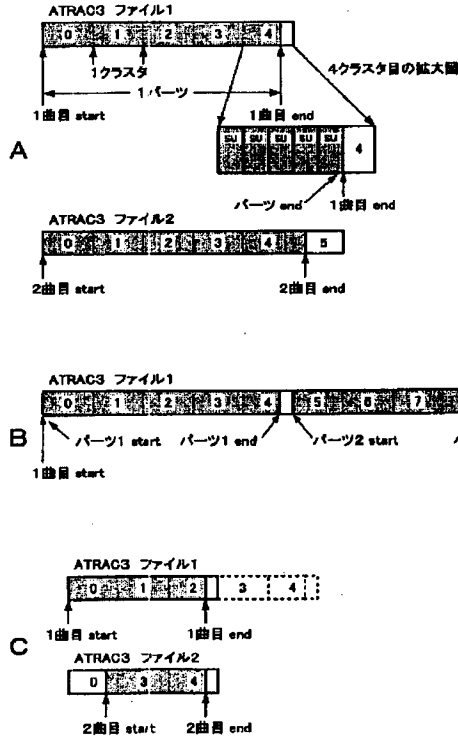 ATRAC3 ファイル1
0 1 2 3 4
1クラスタ
1パーツ
4クラスタ目の拡大図
1曲目 start
1曲目 end
A
SU SU SU SU SU 4
パーツ end
1曲目 end
ATRAC3 ファイル2
0 1 2 3 4 5
2曲目 start
2曲目 end
ATRAC3 ファイル1
0 1 2 3 4 5 6 7
B
パーツ1 start
パーツ1 end
パーツ2 start
1曲目 start
ATRAC3 ファイル1
0 1 2 3 4
1曲目 start
1曲目 end
C
ATRAC3 ファイル2
0 3 4
2曲目 start
2曲目 end